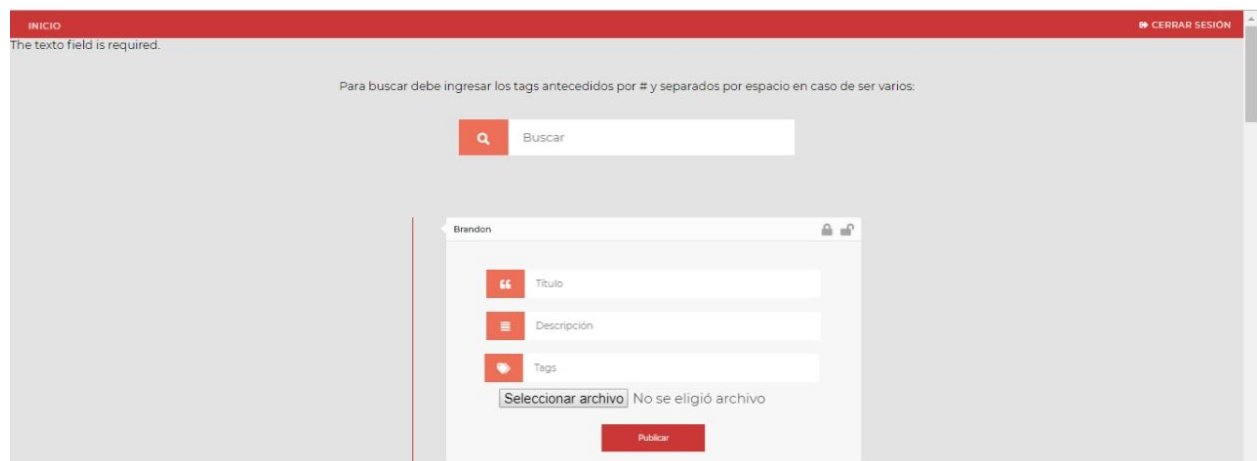 INICIO
CERRAR SESIÓN
The texto field is required.
Para buscar debe ingresar los tags antecedidos por # y separados por espacio en caso de ser varios:
Buscar
Brandon
Título
Descripción
Tags
Seleccionar archivo No se eligió archivo
Publicar